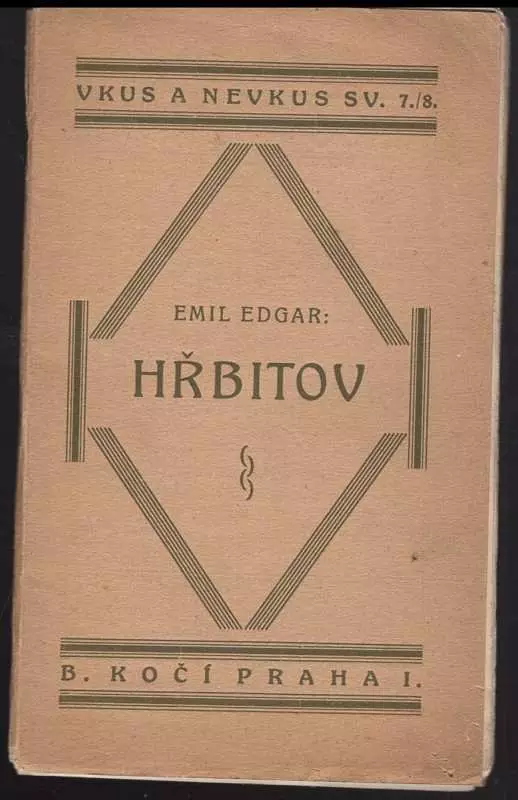 VKUS A NEVKUS SV. 7./8.
EMIL EDGAR:
HŘBITOV
B. KOČÍ PRAHA I.